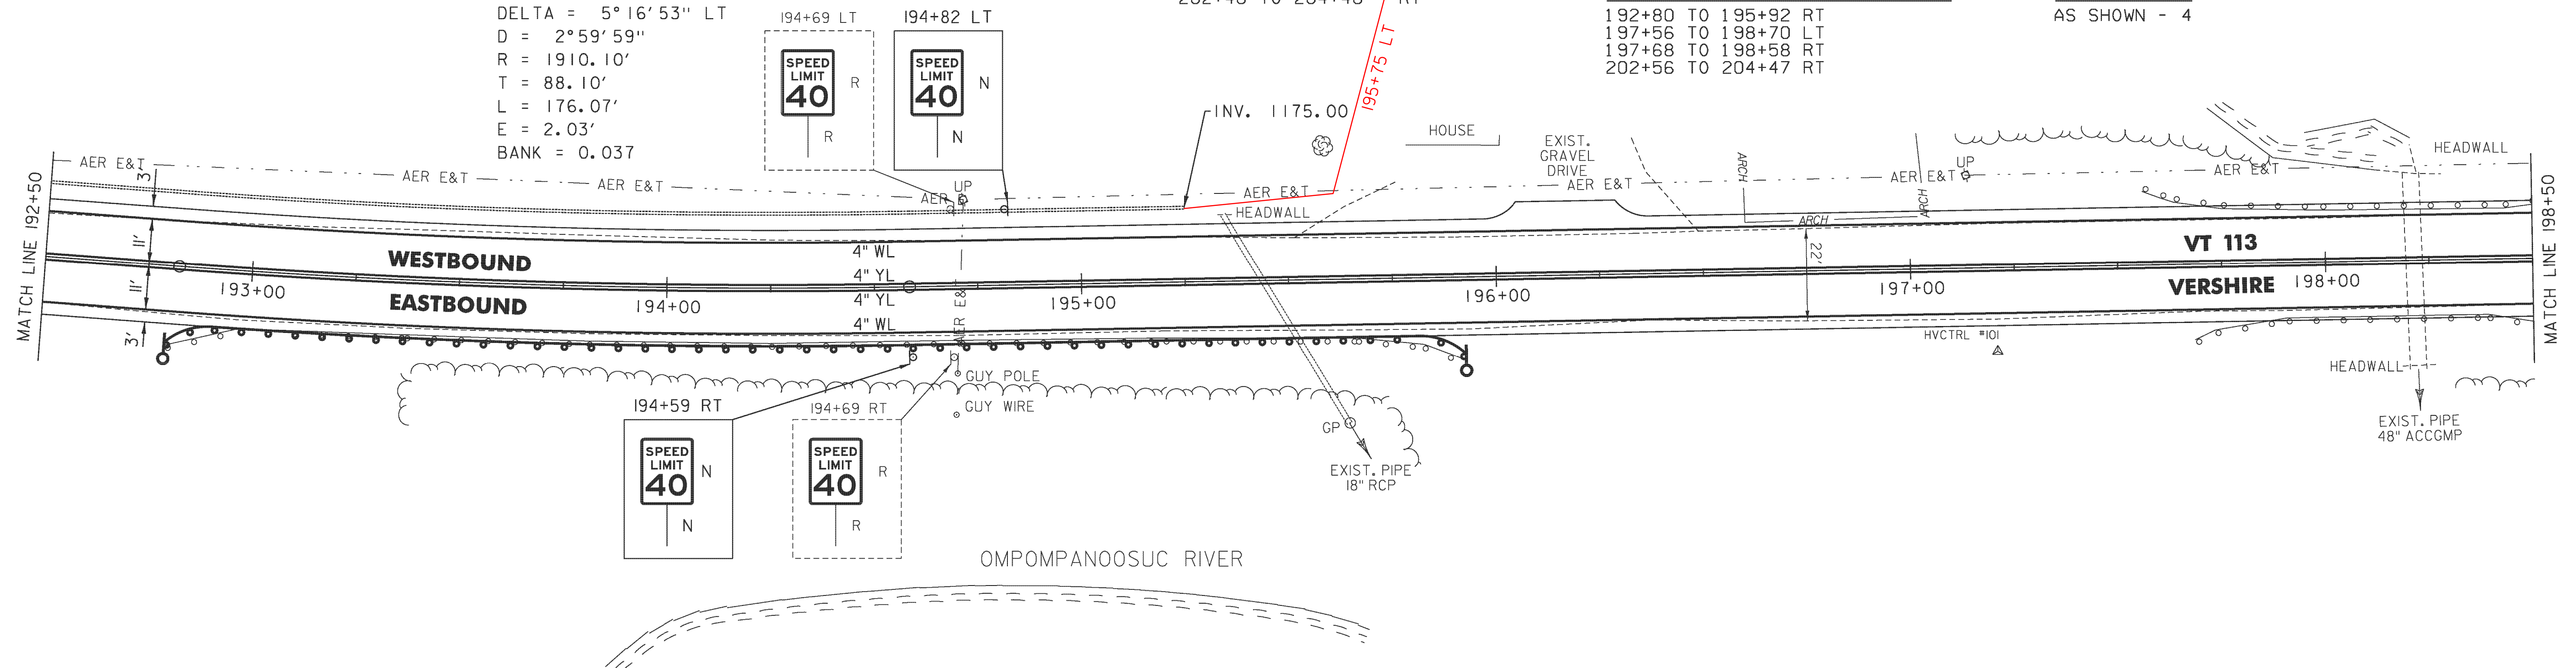 DELTA = 5°16'53" LT
D = 2°59'59"
R = 1910.10'
T = 88.10'
L = 176.07'
E = 2.03'
BANK = 0.037
194+69 LT
SPEED
LIMIT
40
R
R
194+82 LT
SPEED
LIMIT
40
N
N
195+75 LT
192+80 TO 195+92 RT
197+56 TO 198+70 LT
197+68 TO 198+58 RT
202+56 TO 204+47 RT
AS SHOWN - 4
INV. 1175.00
HOUSE
EXIST.
GRAVEL
DRIVE
ARCH
ARCH
ARCH
UP
UP
HEADWALL
HEADWALL
AER E&T
AER E&T
AER E&T
AER E&T
AER E&T
AER E&T
AER E&T
AER E&T
MATCH LINE 192+50
MATCH LINE 198+50
3'
11'
11'
3'
22'
WESTBOUND
EASTBOUND
VT 113
VERSHIRE
4" WL
4" YL
4" YL
4" WL
193+00
194+00
195+00
196+00
197+00
198+00
HVCTRL #101
HEADWALL
GUY POLE
GUY WIRE
GP
EXIST. PIPE
18" RCP
EXIST. PIPE
48" ACCGMP
194+59 RT
SPEED
LIMIT
40
N
N
194+69 RT
SPEED
LIMIT
40
R
R
OMPOMPANOOSUC RIVER